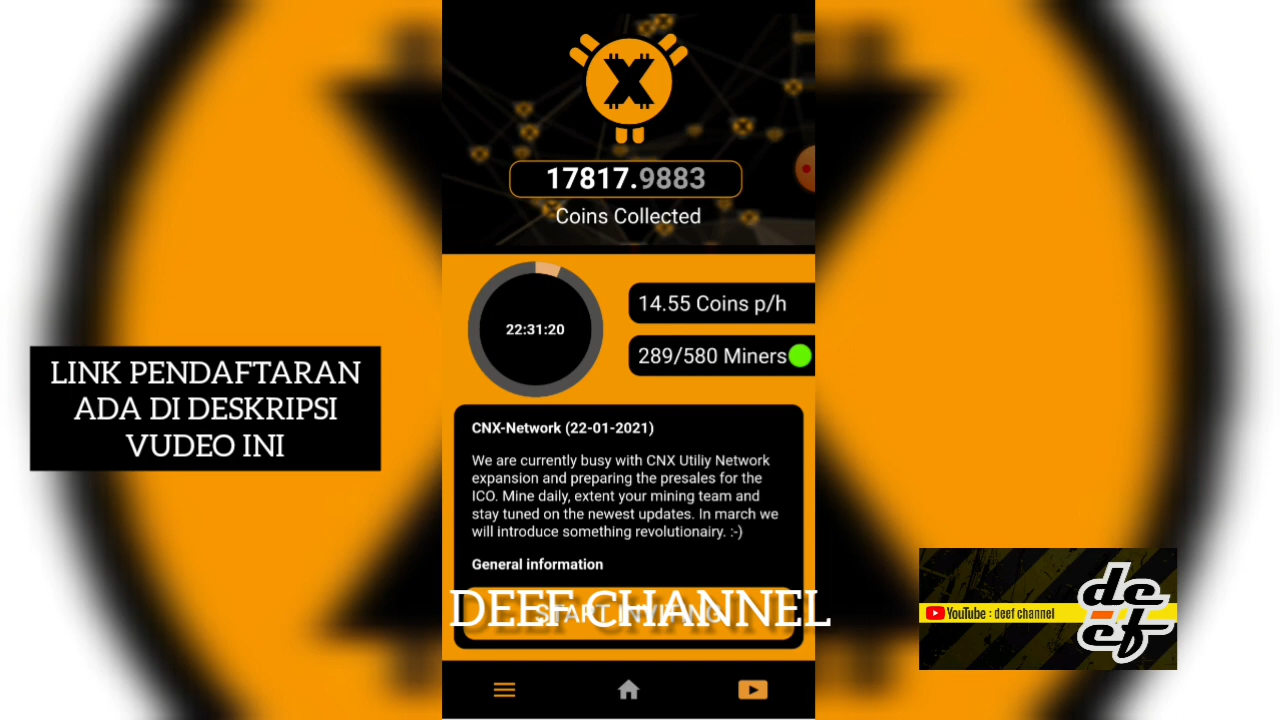 17817.9883
Coins Collected
22:31:20
14.55 Coins p/h
289/580 Miners
LINK PENDAFTARAN
ADA DI DESKRIPSI
VUDEO INI
CNX-Network (22-01-2021)
We are currently busy with CNX Utiliy Network
expansion and preparing the presales for the
ICO. Mine daily, extent your mining team and
stay tuned on the newest updates. In march we
will introduce something revolutionairy. :-)
General information
DEEF CHANNEL
YouTube : deef channel
de
ef